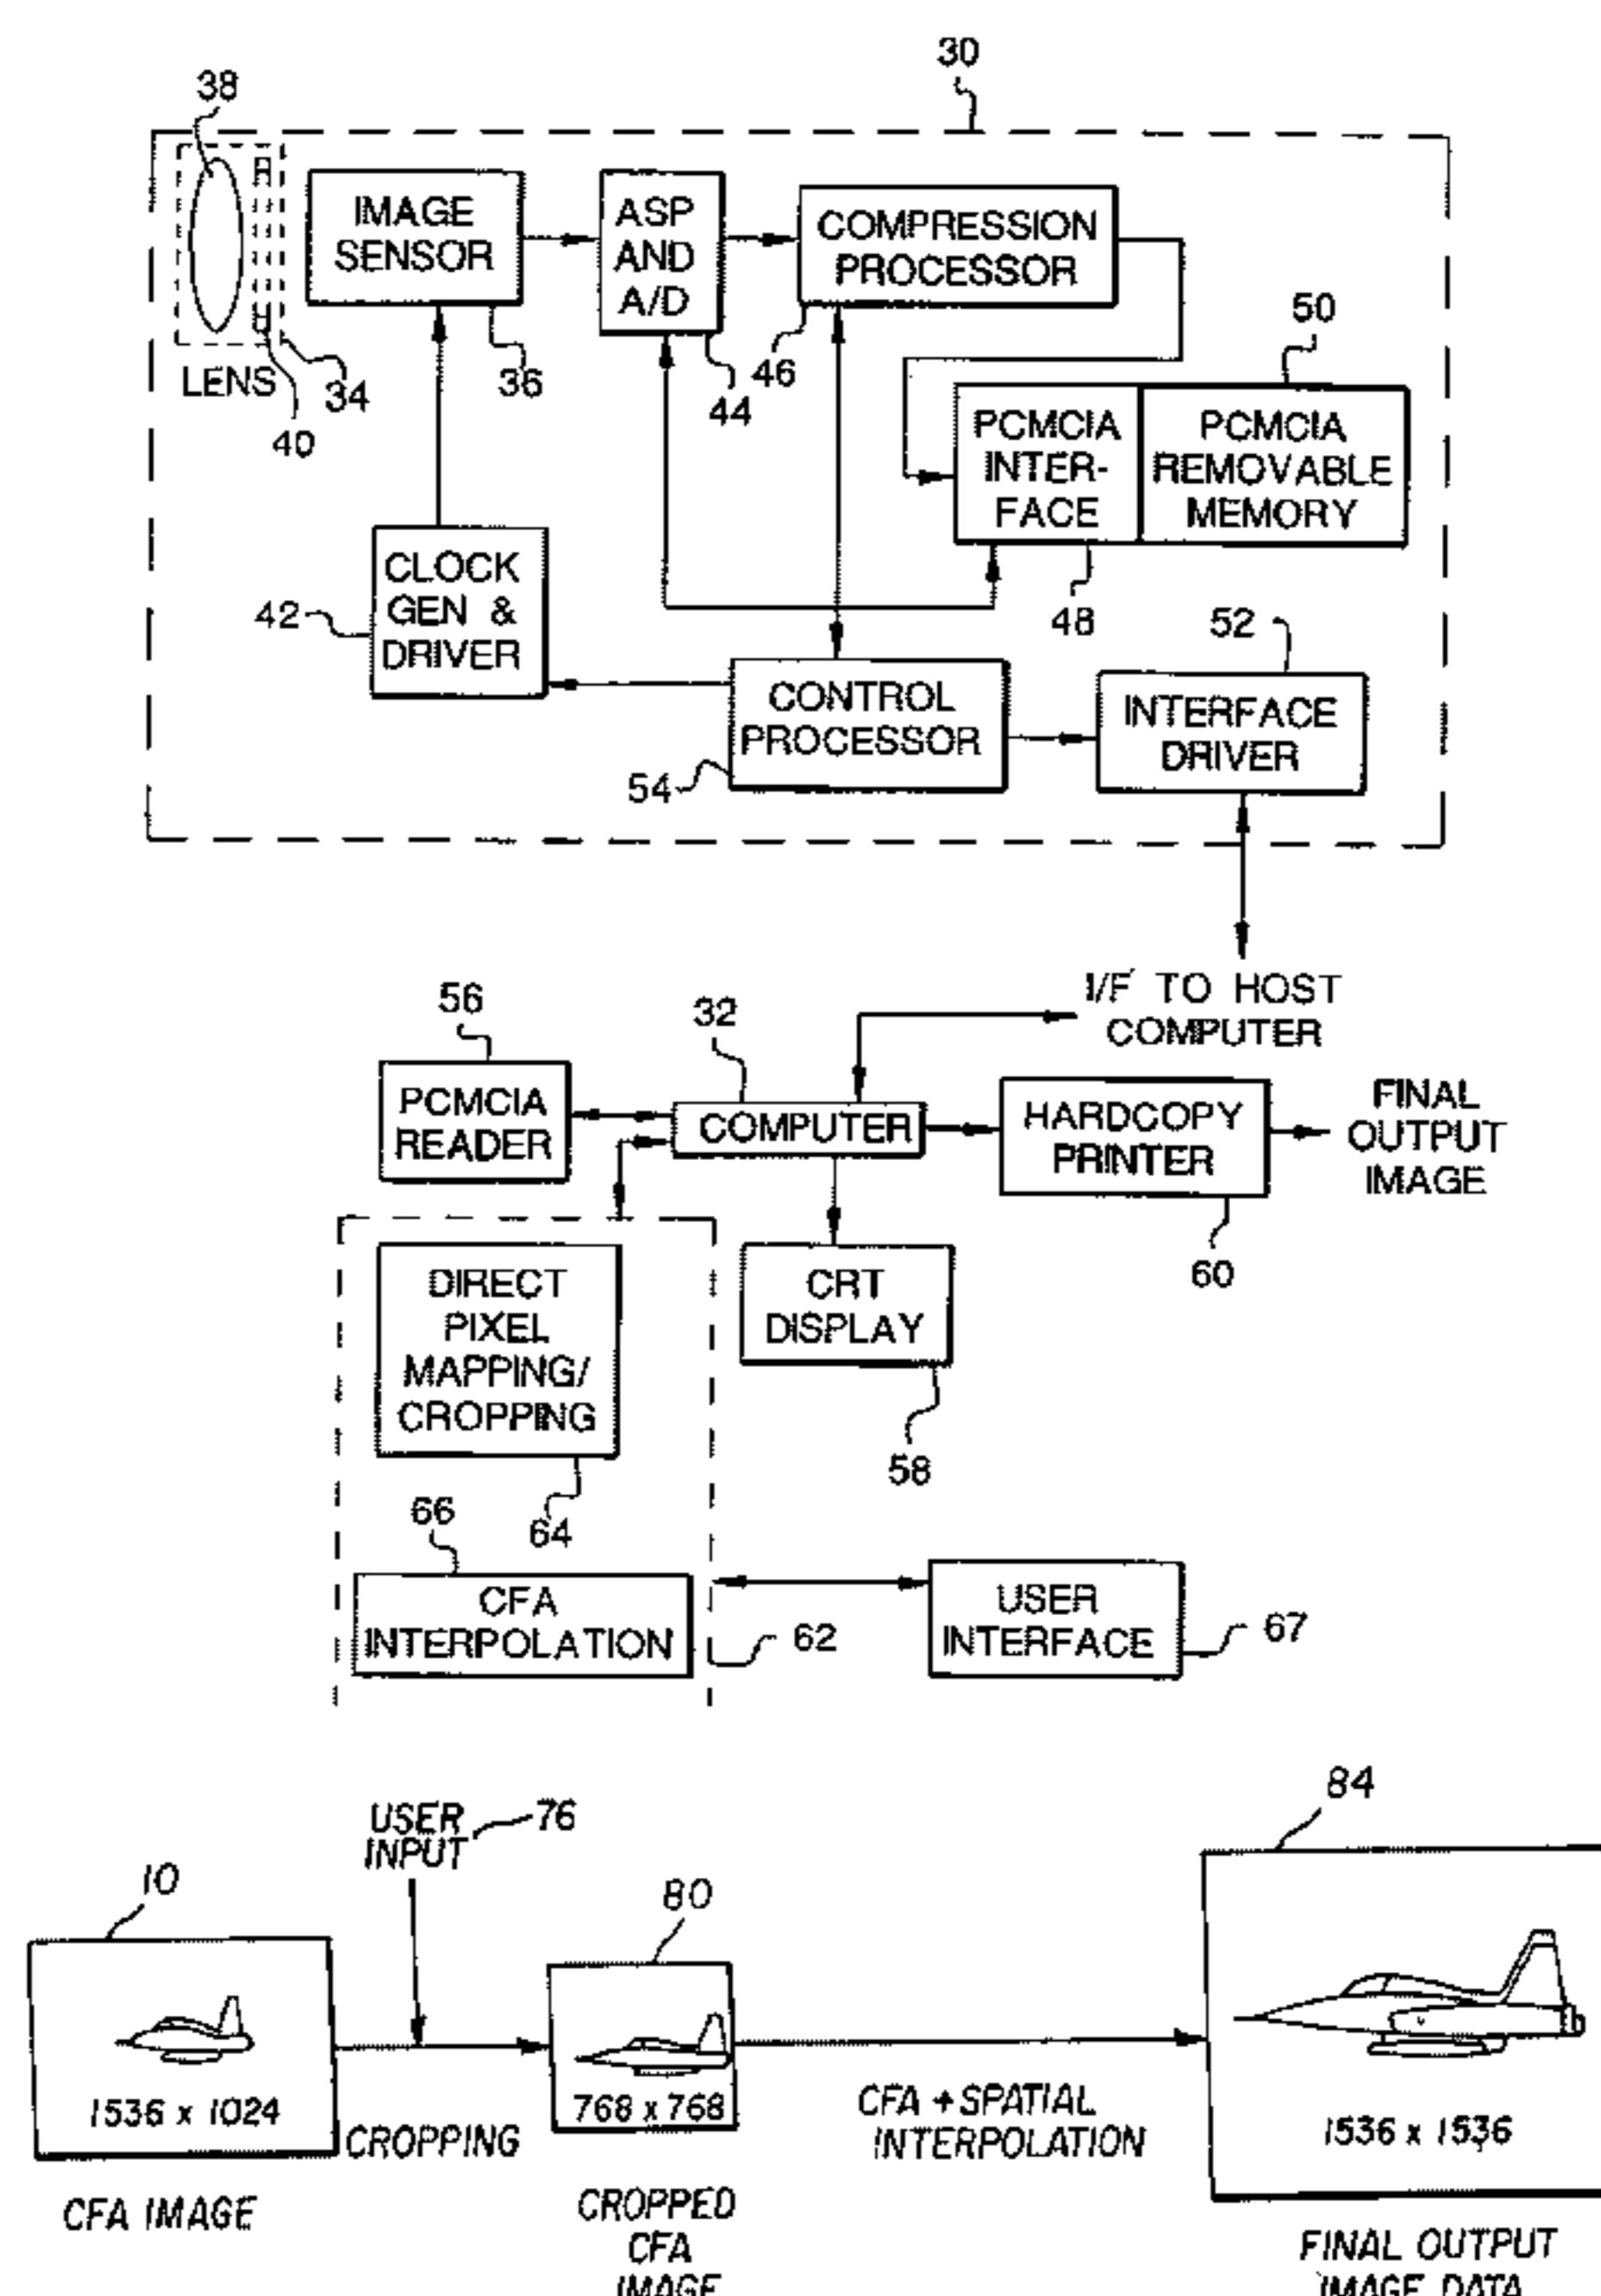 30
38
IMAGE
SENSOR
ASP
AND
A/D
COMPRESSION
PROCESSOR
50
46
36
44
LENS
34
40
PCMCIA
INTER-
FACE
PCMCIA
REMOVABLE
MEMORY
CLOCK
GEN &
DRIVER
42
48
52
CONTROL
PROCESSOR
INTERFACE
DRIVER
54
I/F TO HOST
COMPUTER
56
32
PCMCIA
READER
COMPUTER
HARDCOPY
PRINTER
FINAL
OUTPUT
IMAGE
60
DIRECT
PIXEL
MAPPING/
CROPPING
CRT
DISPLAY
58
64
66
CFA
INTERPOLATION
62
USER
INTERFACE
67
USER
INPUT
76
84
10
80
1536 x 1024
CROPPING
768 x 768
CFA + SPATIAL
INTERPOLATION
1536 x 1536
CFA IMAGE
CROPPED
CFA
IMAGE
FINAL OUTPUT
IMAGE DATA